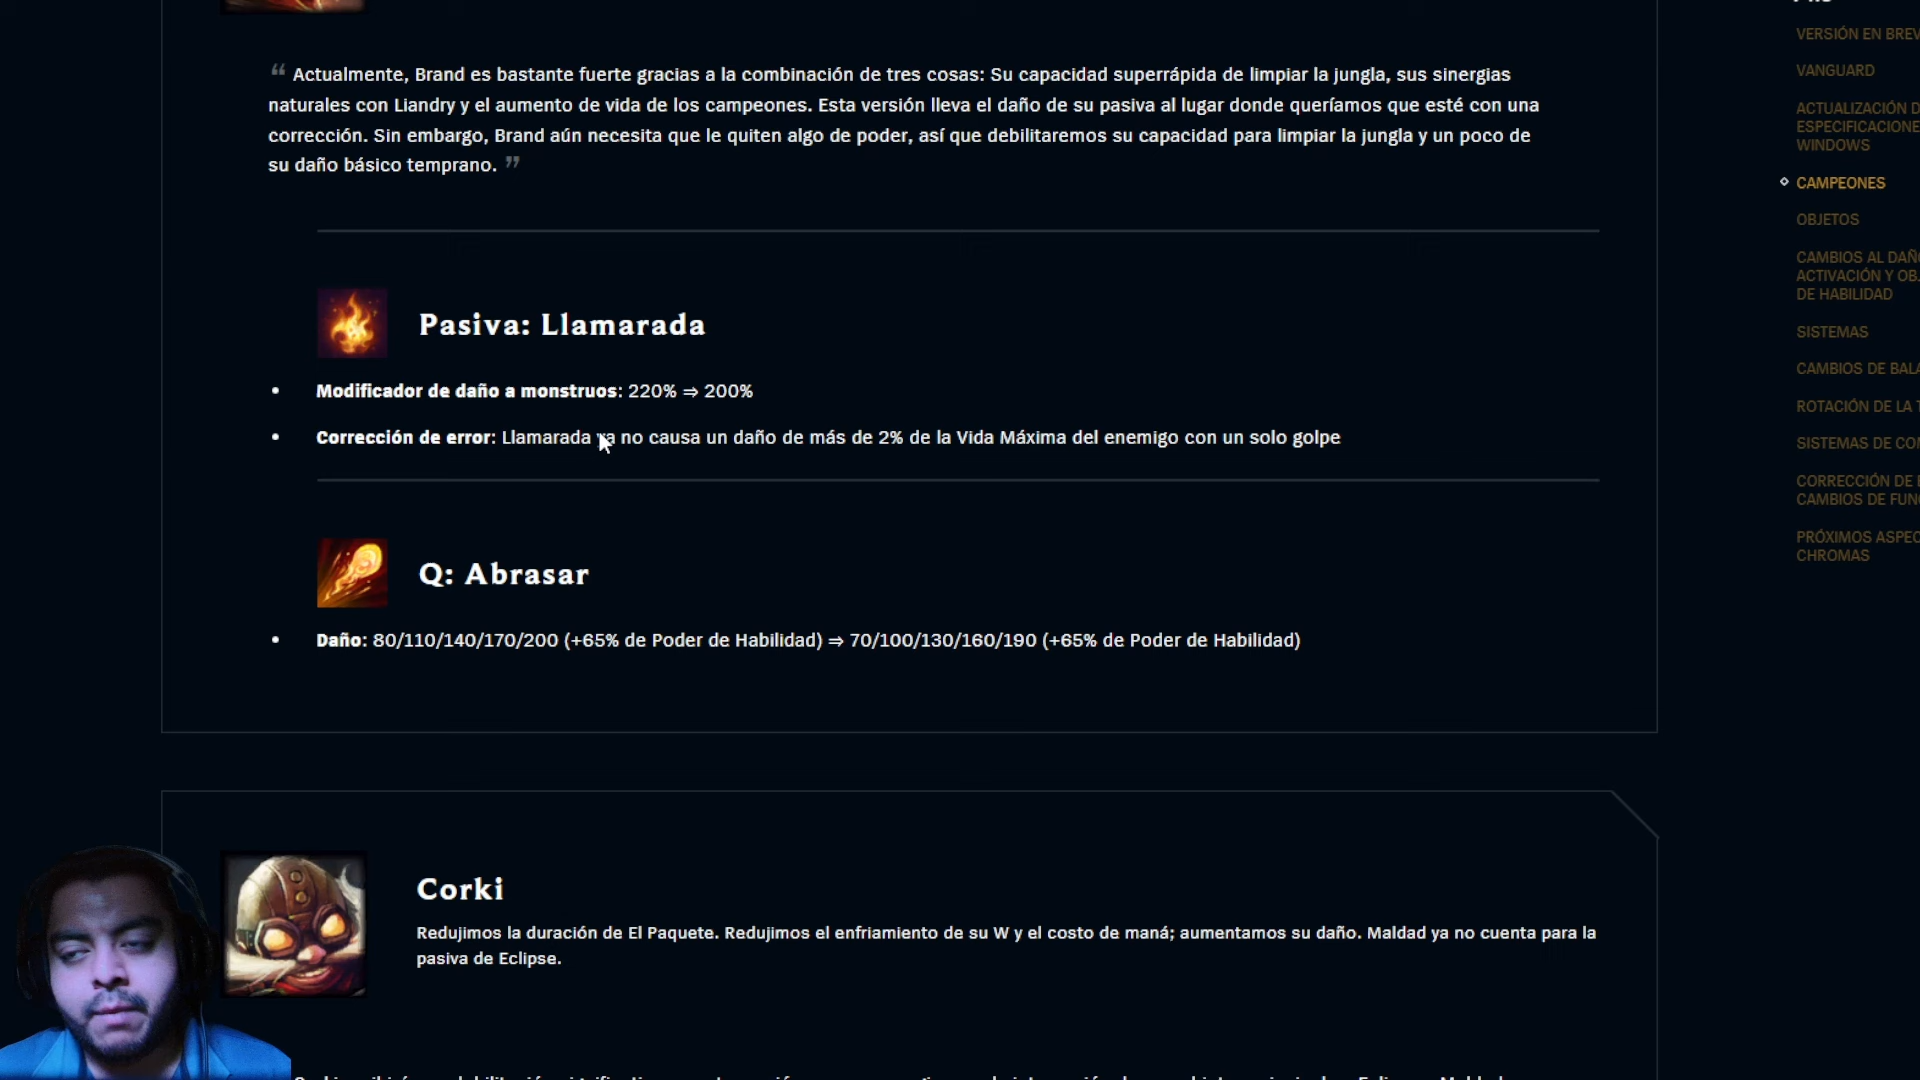 “ Actualmente, Brand es bastante fuerte gracias a la combinación de tres cosas: Su capacidad superrápida de limpiar la jungla, sus sinergias
naturales con Liandry y el aumento de vida de los campeones. Esta versión lleva el daño de su pasiva al lugar donde queríamos que esté con una
corrección. Sin embargo, Brand aún necesita que le quiten algo de poder, así que debilitaremos su capacidad para limpiar la jungla y un poco de
su daño básico temprano. ”
Pasiva: Llamarada
• Modificador de daño a monstruos: 220% ⇒ 200%
• Corrección de error: Llamarada ya no causa un daño de más de 2% de la Vida Máxima del enemigo con un solo golpe
Q: Abrasar
• Daño: 80/110/140/170/200 (+65% de Poder de Habilidad) ⇒ 70/100/130/160/190 (+65% de Poder de Habilidad)
Corki
Redujimos la duración de El Paquete. Redujimos el enfriamiento de su W y el costo de maná; aumentamos su daño. Maldad ya no cuenta para la
pasiva de Eclipse.
VERSIÓN EN BREV
VANGUARD
ACTUALIZACIÓN D
ESPECIFICACIONE
WINDOWS
CAMPEONES
OBJETOS
CAMBIOS AL DAÑ
ACTIVACIÓN Y OB
DE HABILIDAD
SISTEMAS
CAMBIOS DE BALA
ROTACIÓN DE LA T
SISTEMAS DE CO
CORRECCIÓN DE
CAMBIOS DE FUN
PRÓXIMOS ASPEC
CHROMAS